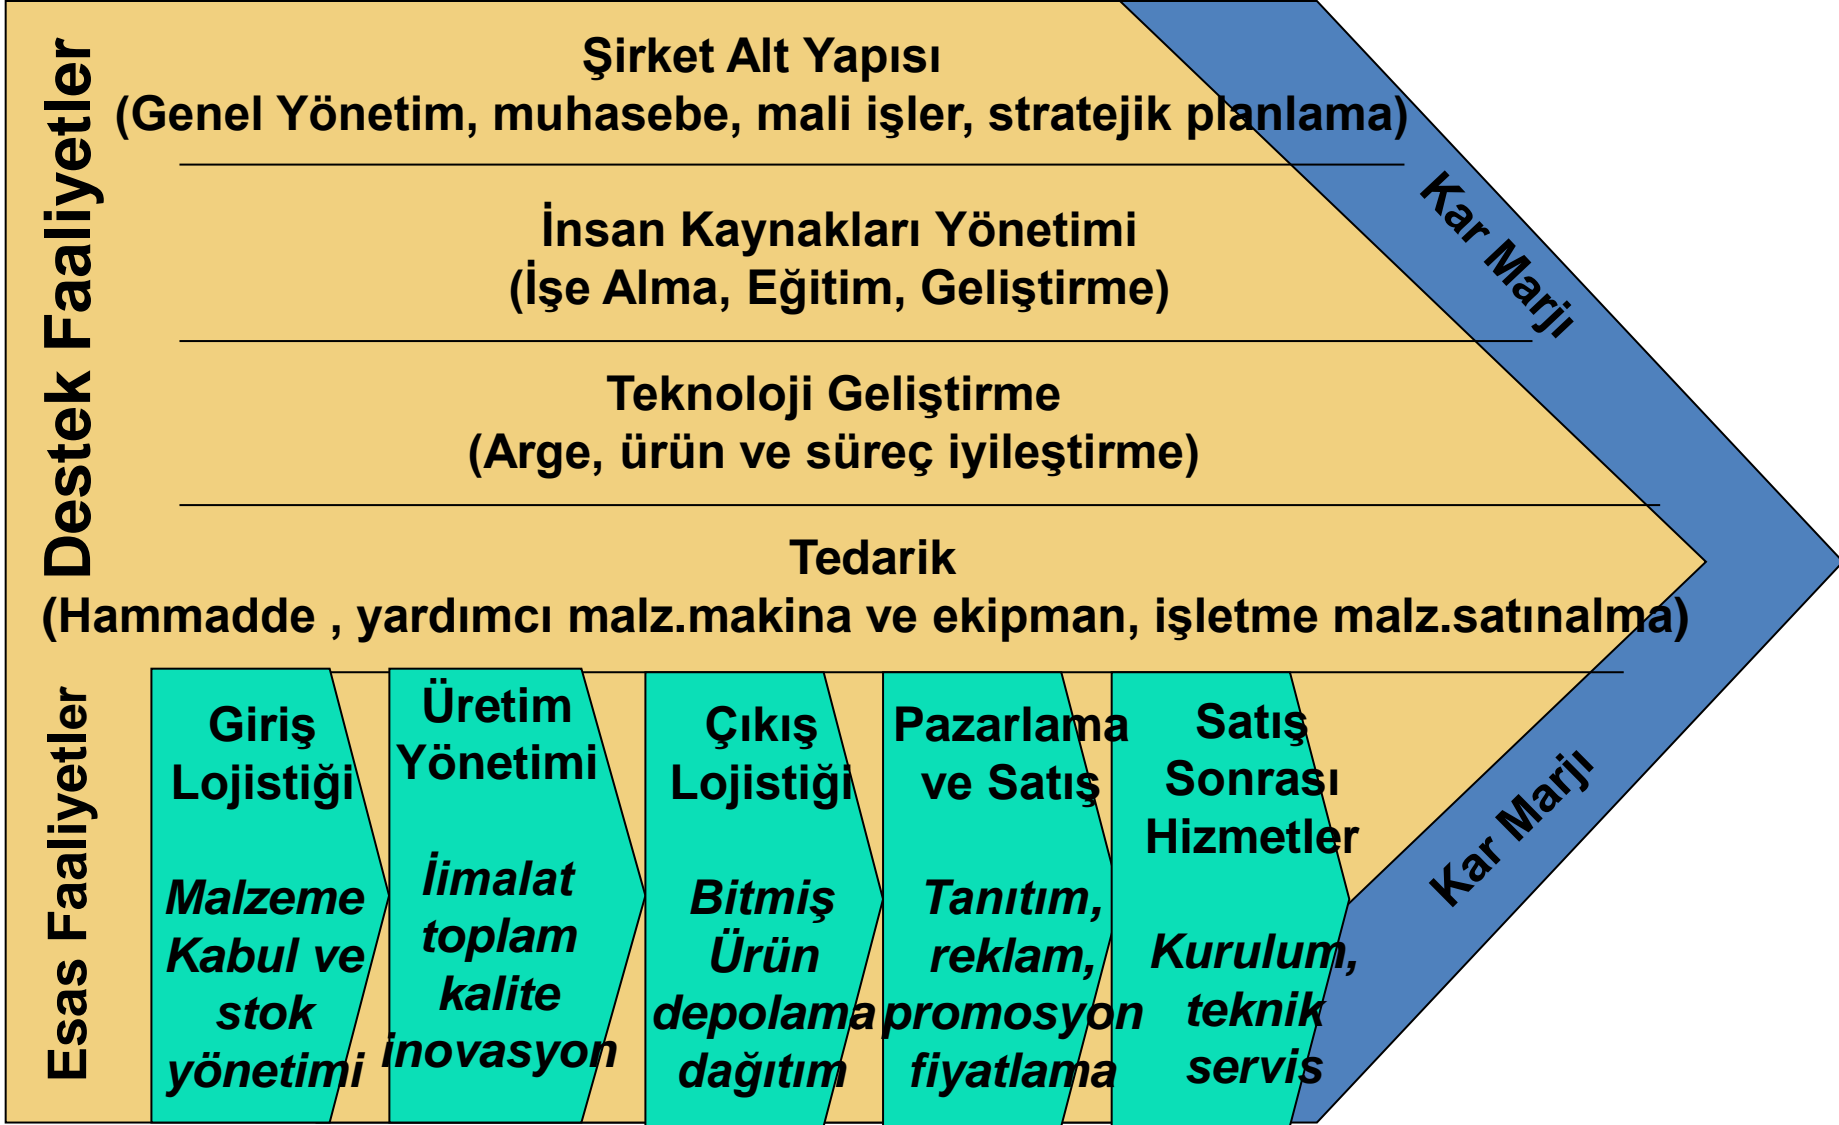 Destek Faaliyetler
Şirket Alt Yapısı
(Genel Yönetim, muhasebe, mali işler, stratejik planlama)
İnsan Kaynakları Yönetimi
(İşe Alma, Eğitim, Geliştirme)
Teknoloji Geliştirme
(Arge, ürün ve süreç iyileştirme)
Tedarik
(Hammadde , yardımcı malz.makina ve ekipman, işletme malz.satınalma)
Kar Marjı
Esas Faaliyetler
Giriş
Lojistiği
Malzeme
Kabul ve
stok
yönetimi
Üretim
Yönetimi
İimalat
toplam
kalite
inovasyon
Çıkış
Lojistiği
Bitmiş
Ürün
depolama
dağıtım
Pazarlama
ve Satış
Tanıtım,
reklam,
promosyon
fiyatlama
Satış
Sonrası
Hizmetler
Kurulum,
teknik
servis
Kar Marjı